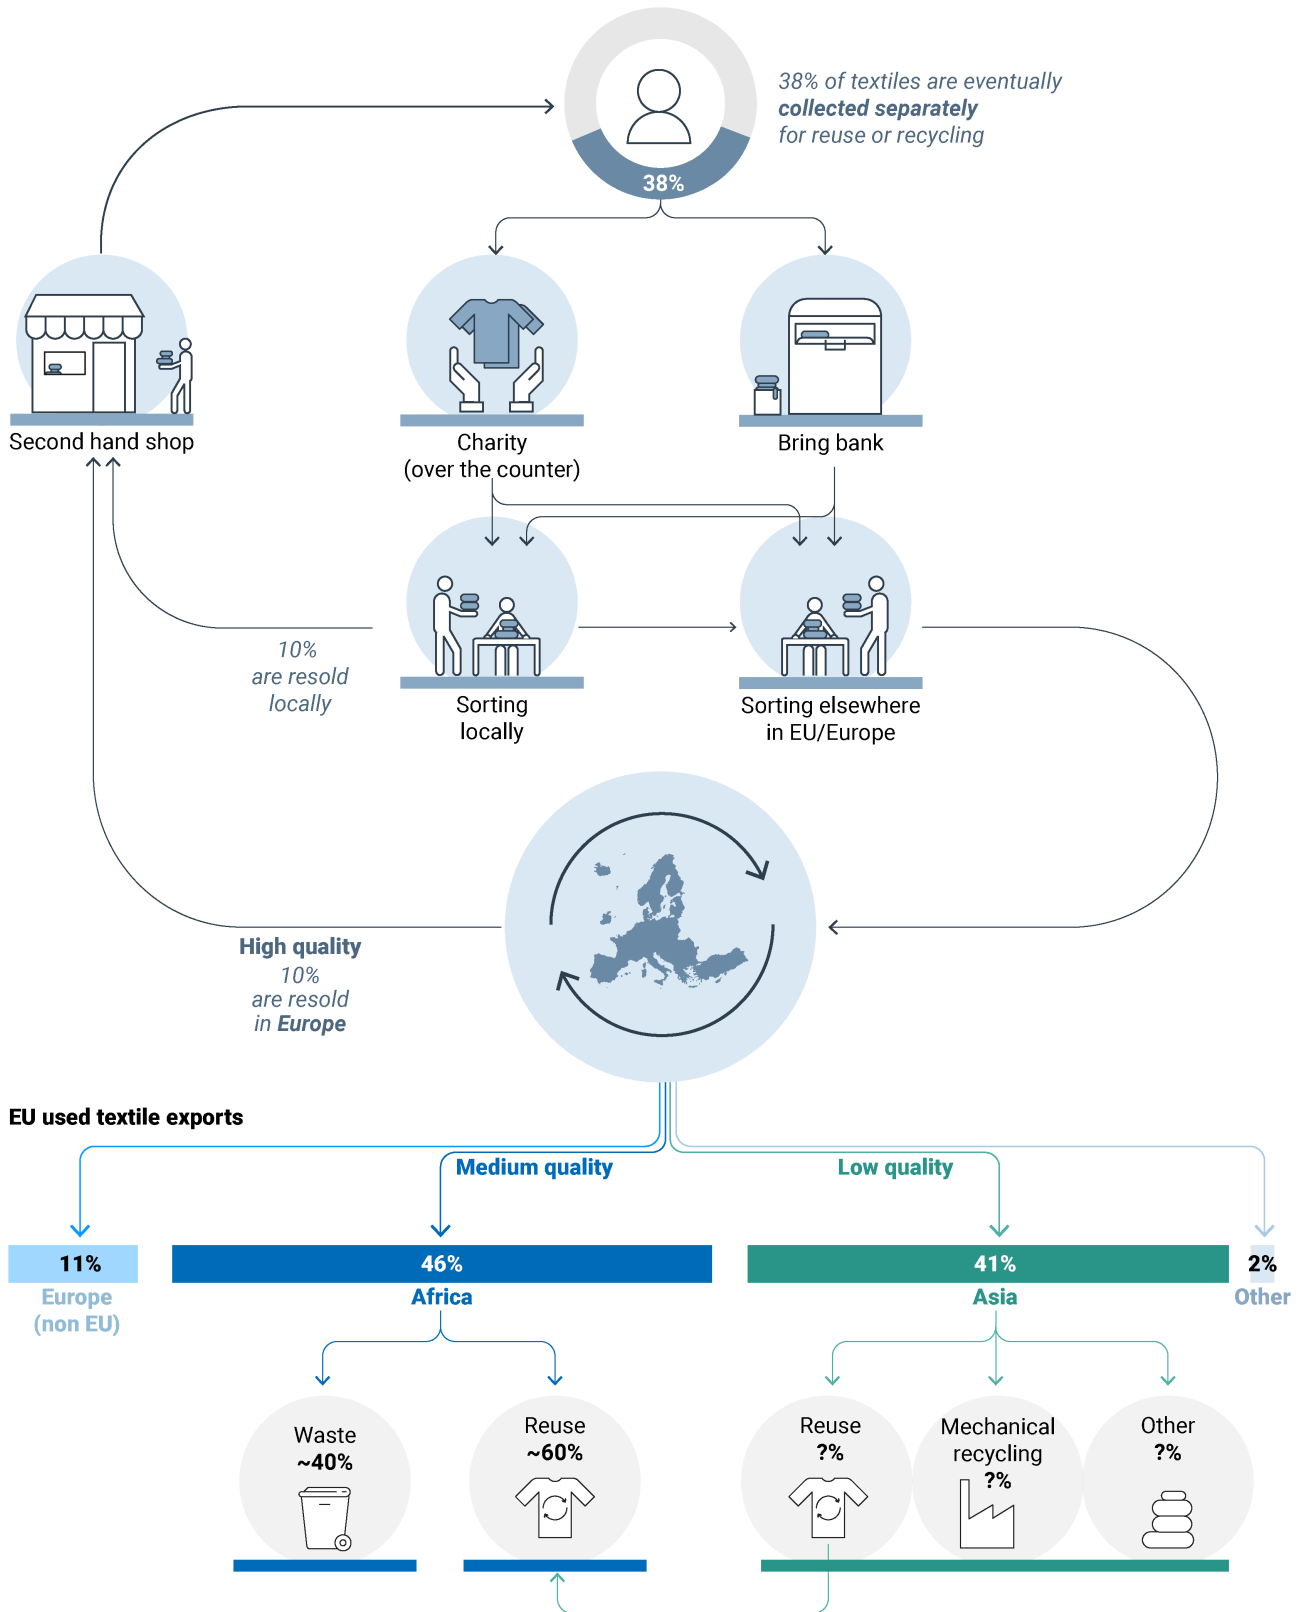 38% of textiles are eventually
collected separately
for reuse or recycling
38%
Second hand shop
Charity
(over the counter)
Bring bank
10%
are resold
locally
Sorting
locally
Sorting elsewhere
in EU/Europe
High quality
10%
are resold
in Europe
EU used textile exports
Medium quality
Low quality
11%
46%
41%
2%
Europe
(non EU)
Africa
Asia
Other
Waste
~40%
Reuse
~60%
Reuse
?%
Mechanical
recycling
?%
Other
?%